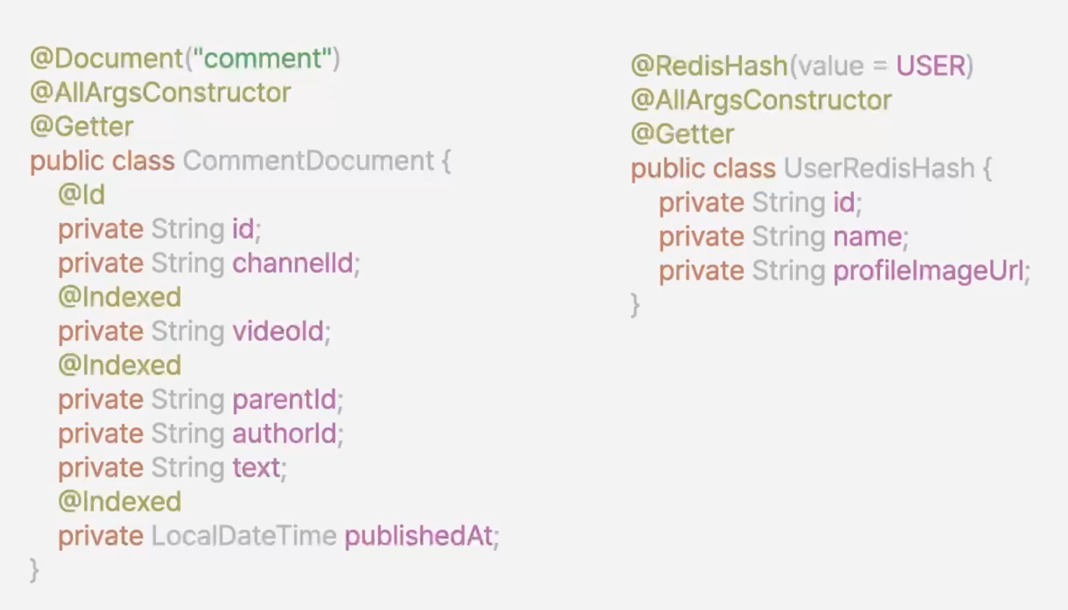 @Document("comment")
@AllArgsConstructor
@Getter
public class CommentDocument {
@Id
private String id;
private String channelId;
@Indexed
private String videoId;
@Indexed
private String parentId;
private String authorId;
private String text;
@Indexed
private LocalDateTime publishedAt;
}
@RedisHash(value = USER)
@AllArgsConstructor
@Getter
public class UserRedisHash {
private String id;
private String name;
private String profileImageUrl;
}